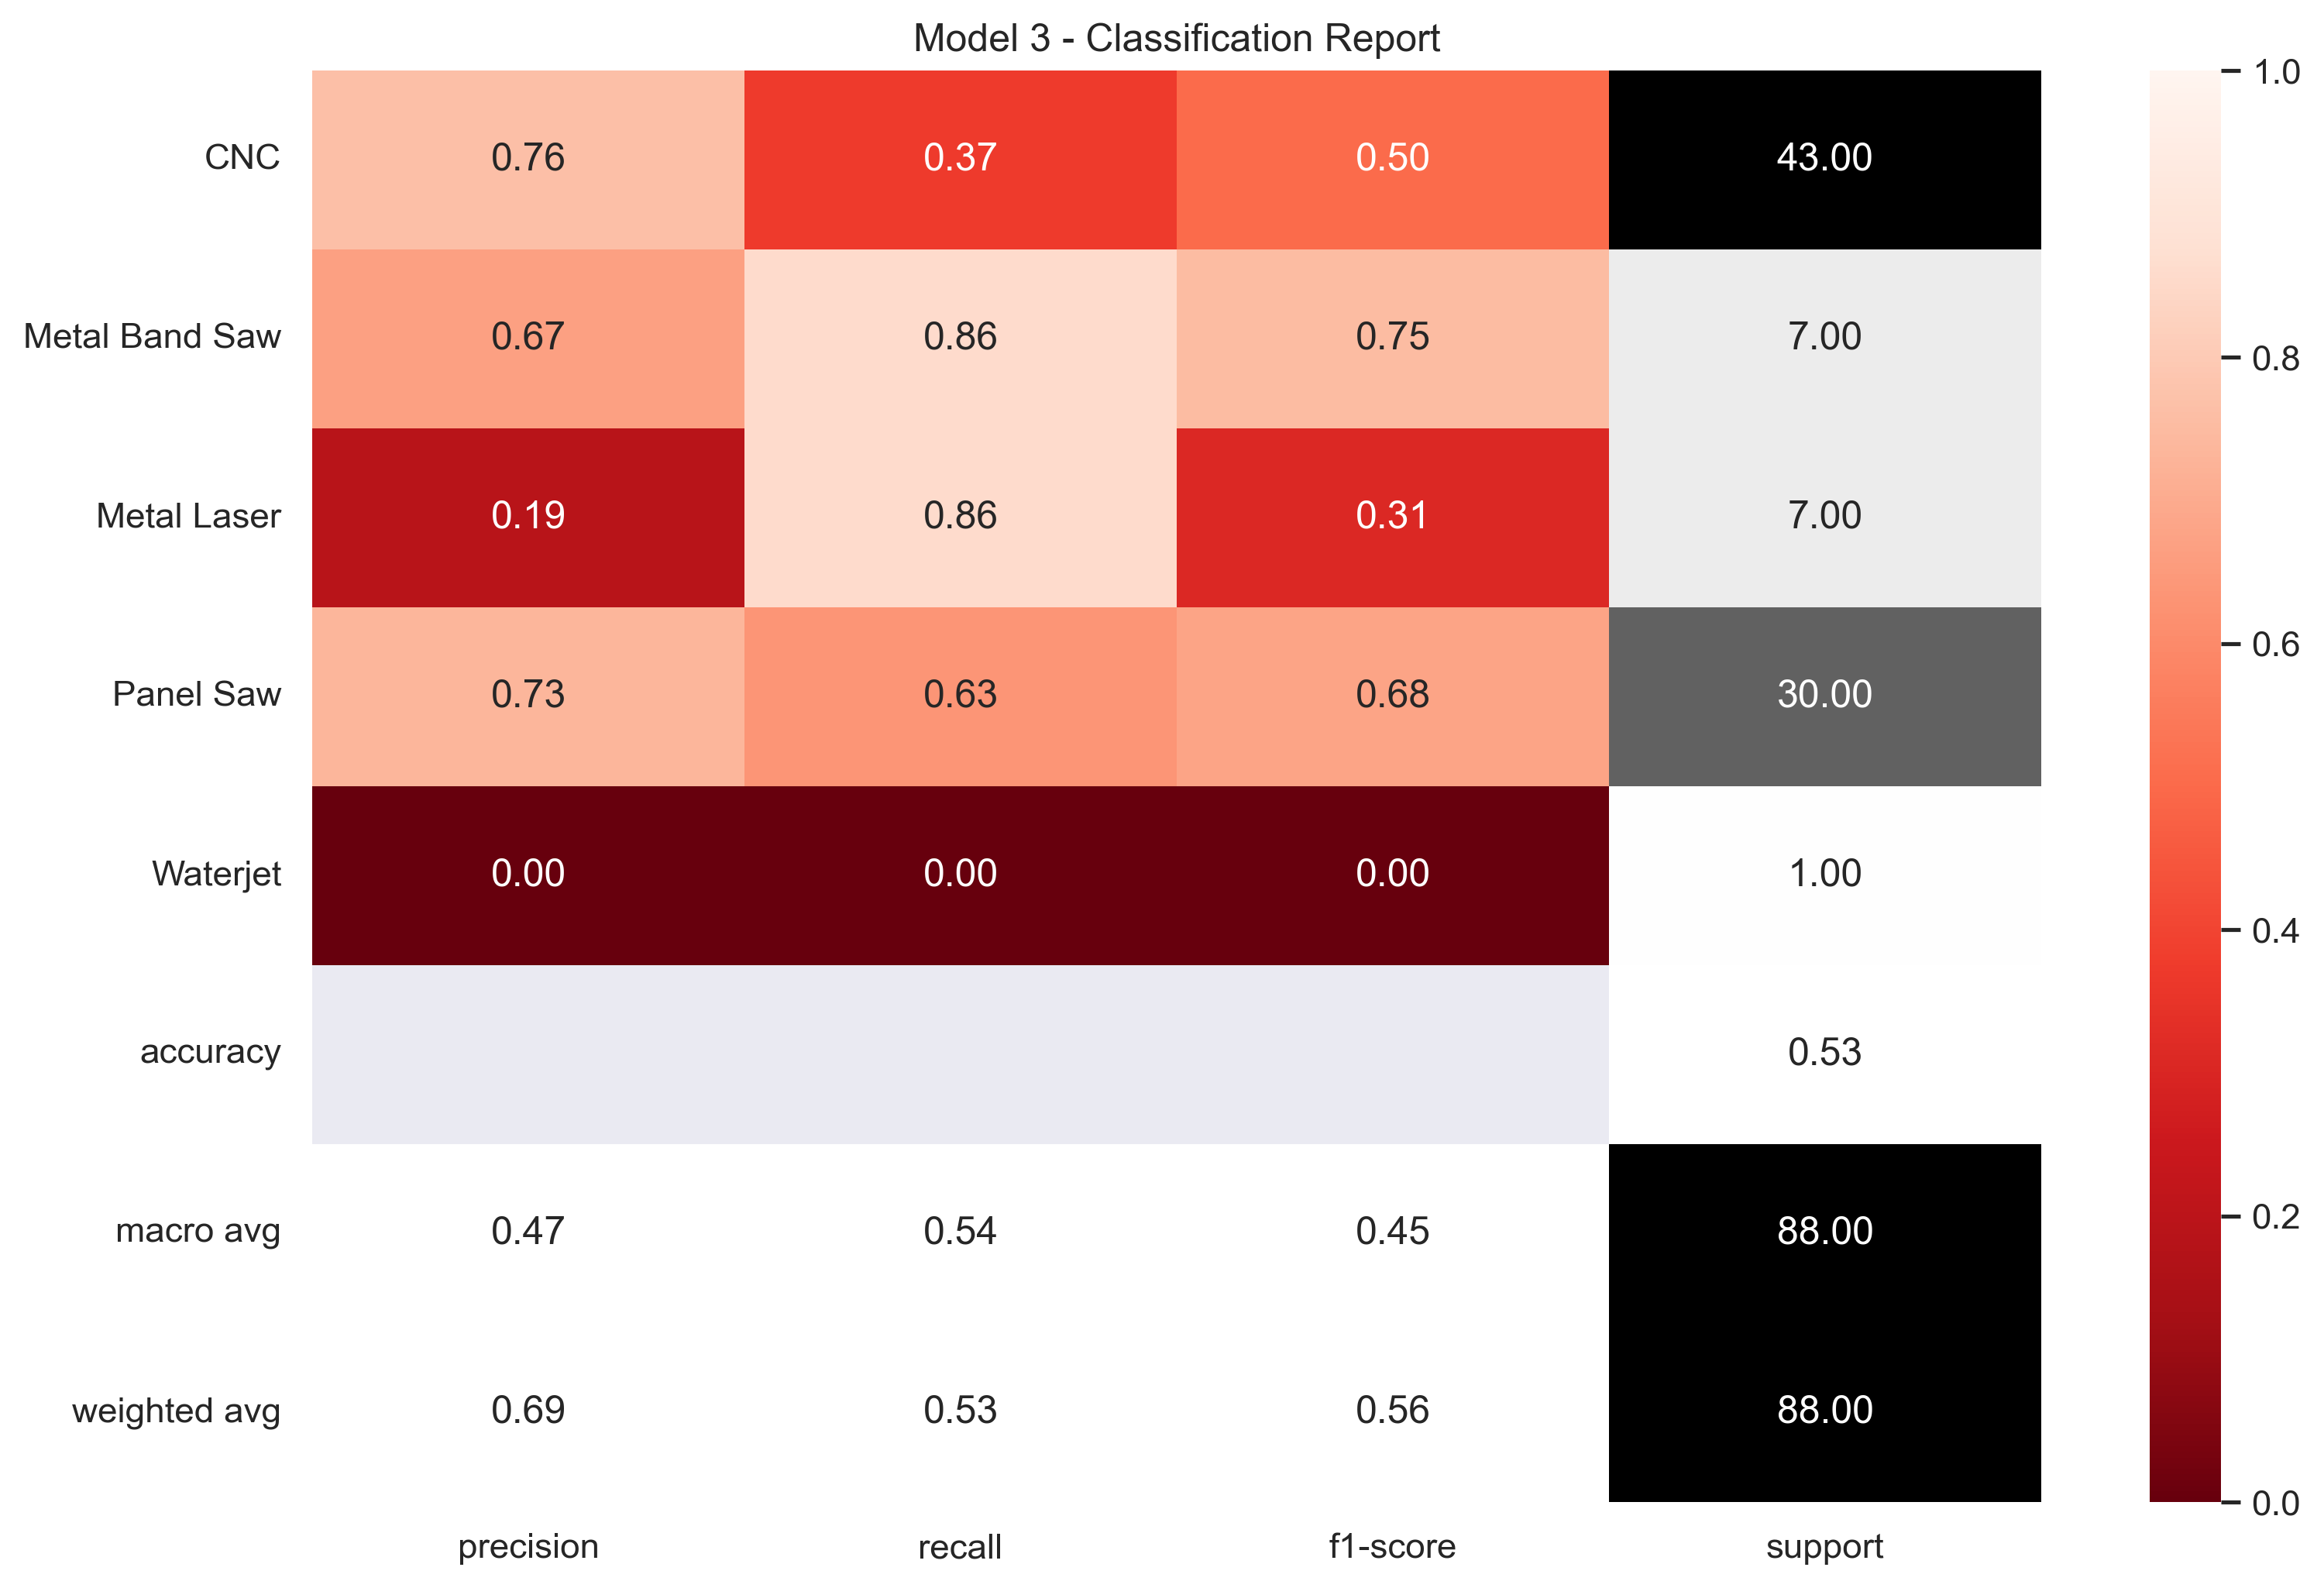 Model 3 - Classification Report
CNC 0.76 0.37 0.50 43.00
Metal Band Saw 0.67 0.86 0.75 7.00
Metal Laser 0.19 0.86 0.31 7.00
Panel Saw 0.73 0.63 0.68 30.00
Waterjet 0.00 0.00 0.00 1.00
accuracy 0.53
macro avg 0.47 0.54 0.45 88.00
weighted avg 0.69 0.53 0.56 88.00
precision recall f1-score support
1.0
0.8
0.6
0.4
0.2
0.0